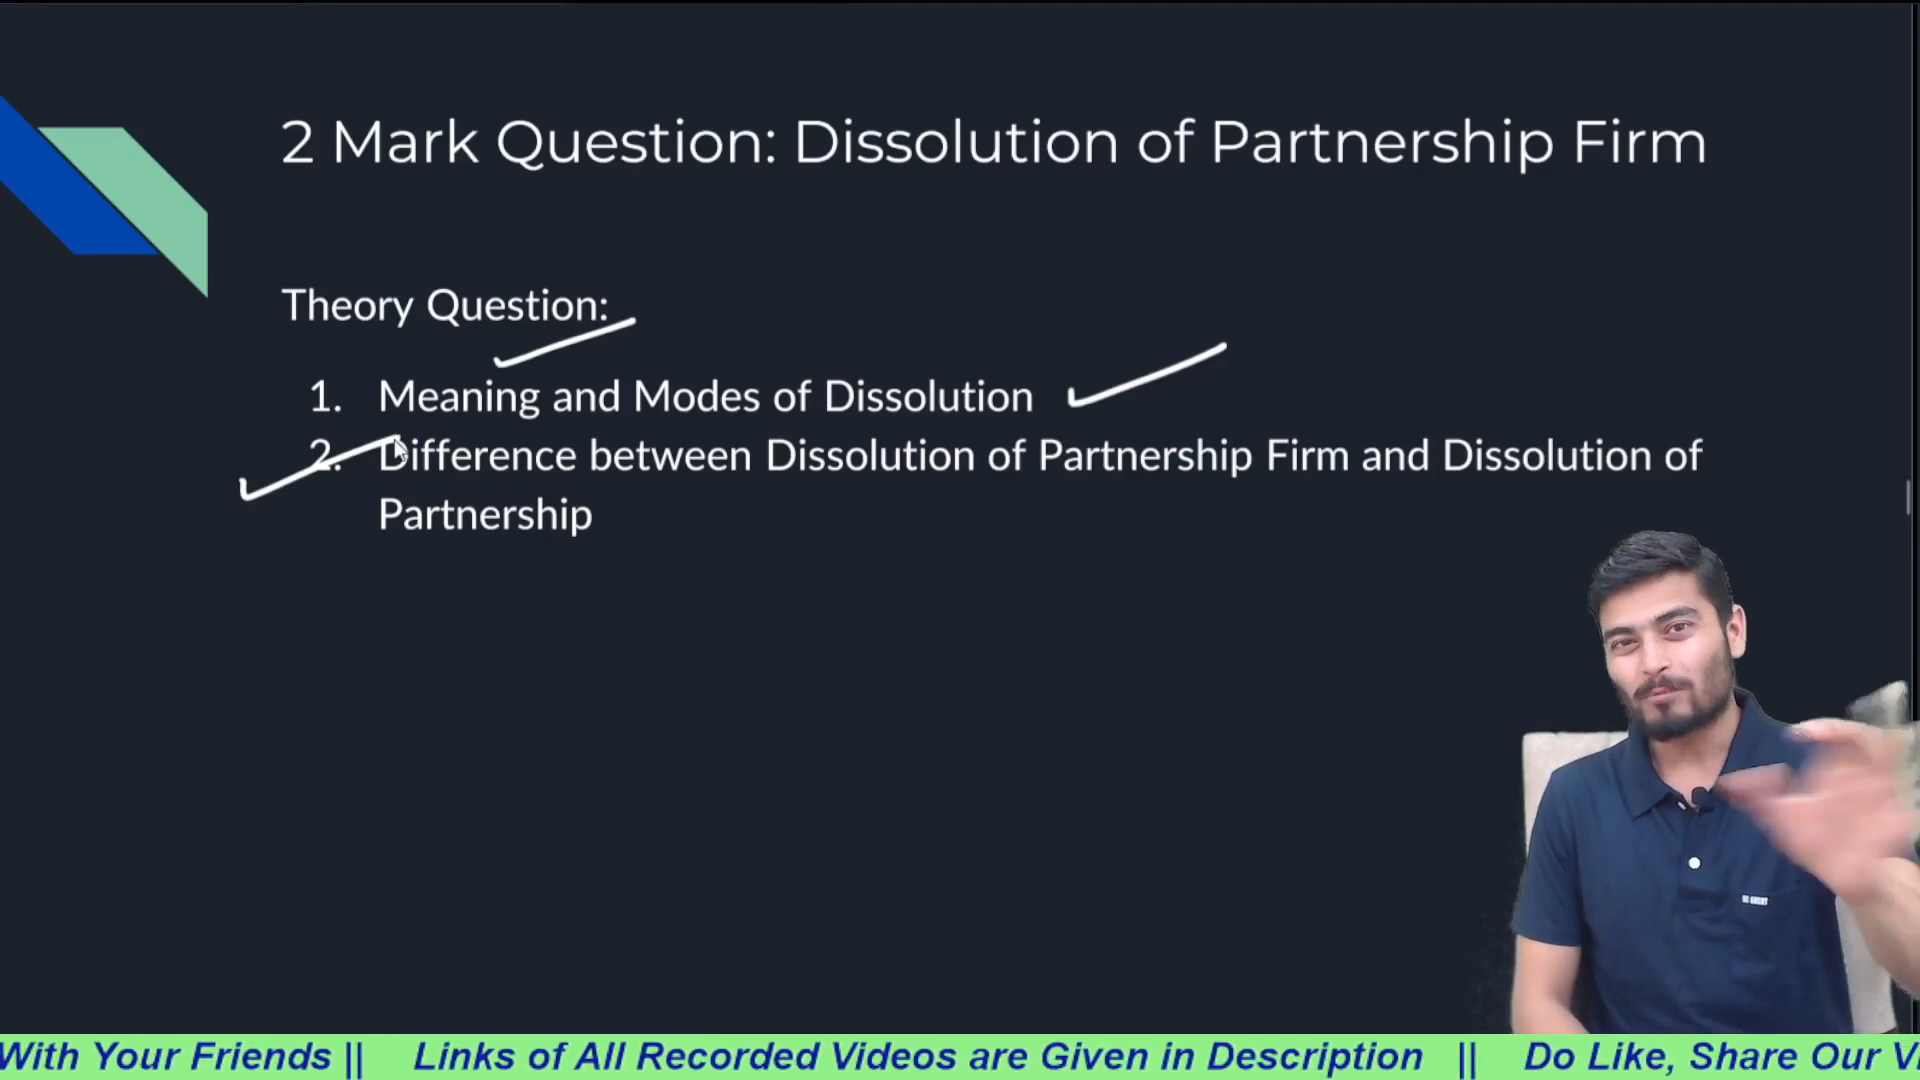 2 Mark Question: Dissolution of Partnership Firm
Theory Question:
1. Meaning and Modes of Dissolution
2. Difference between Dissolution of Partnership Firm and Dissolution of
Partnership
With Your Friends || Links of All Recorded Videos are Given in Description || Do Like, Share Our